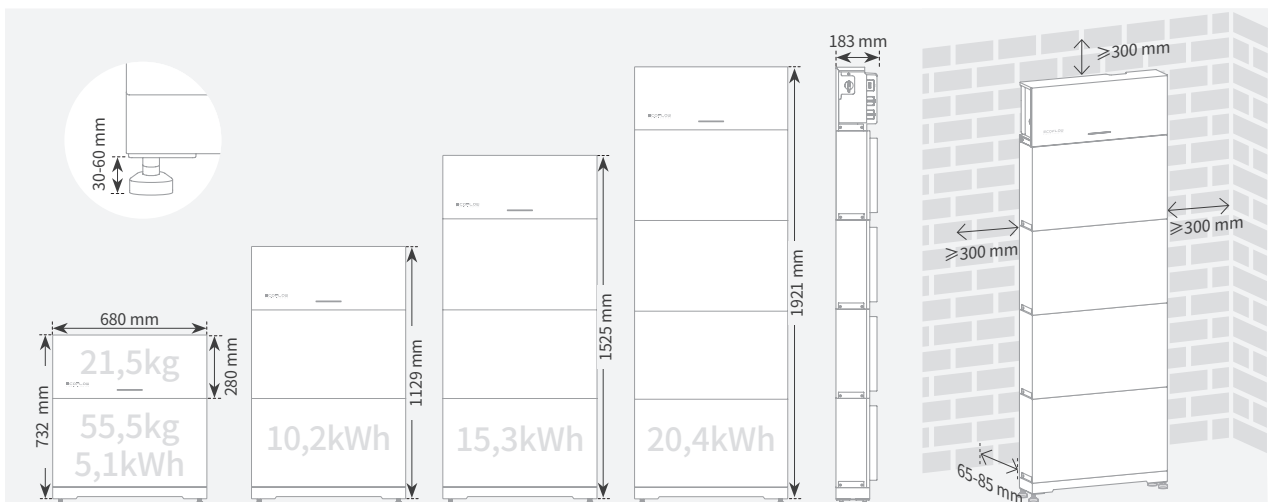 30-60 mm
680 mm
732 mm
21,5kg
280 mm
55,5kg
5,1kWh
1129 mm
10,2kWh
1525 mm
15,3kWh
1921 mm
20,4kWh
183 mm
⩾300 mm
⩾300 mm
⩾300 mm
65-85 mm